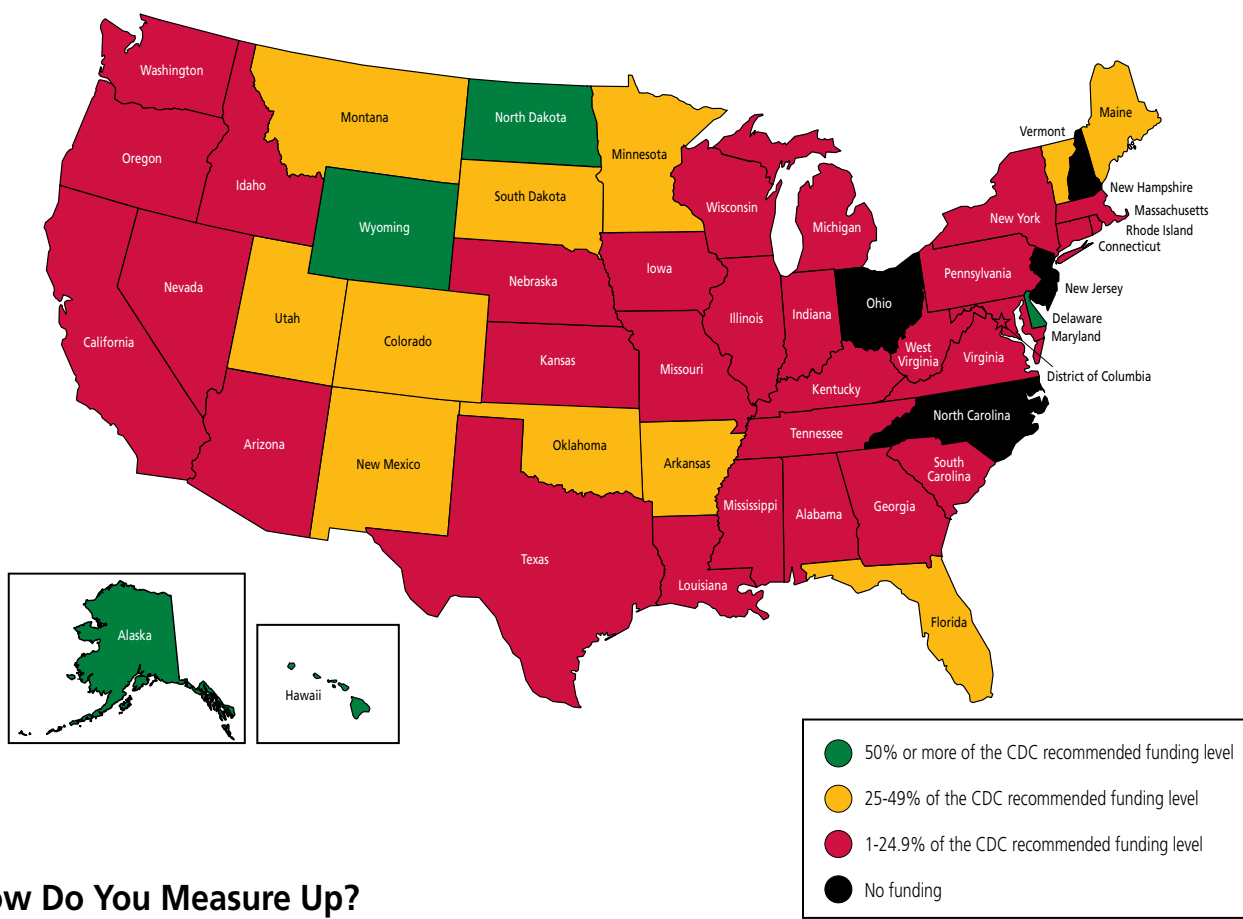 Washington
Montana
North Dakota
Minnesota
Maine
Vermont
Oregon
Idaho
South Dakota
Wyoming
Wisconsin
Michigan
New York
New Hampshire
Massachusetts
Rhode Island
Connecticut
Nevada
Utah
Colorado
Nebraska
Iowa
Illinois
Indiana
Ohio
Pennsylvania
New Jersey
Delaware
Maryland
California
Kansas
Missouri
West
Virginia
Virginia
Kentucky
District of Columbia
Arizona
New Mexico
Oklahoma
Arkansas
Tennessee
North Carolina
South
Carolina
Texas
Louisiana
Mississippi
Alabama
Georgia
Florida
Alaska
Hawaii
50% or more of the CDC recommended funding level
25-49% of the CDC recommended funding level
1-24.9% of the CDC recommended funding level
No funding
ow Do You Measure Up?